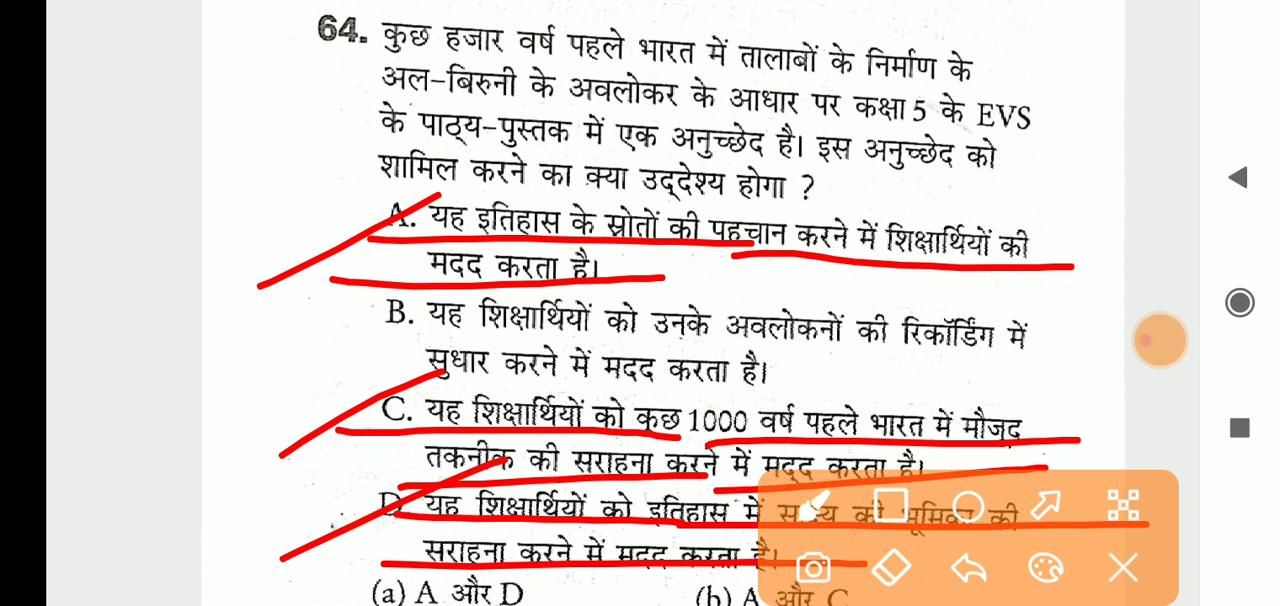 64. कुछ हजार वर्ष पहले भारत में तालाबों के निर्माण के
अल-बिरुनी के अवलोकर के आधार पर कक्षा 5 के EVS
के पाठ्य-पुस्तक में एक अनुच्छेद है। इस अनुच्छेद को
शामिल करने का क्या उद्देश्य होगा ?
A. यह इतिहास के स्रोतों की पहचान करने में शिक्षार्थियों की
मदद करता है।
B. यह शिक्षार्थियों को उनके अवलोकनों की रिकॉर्डिंग में
सुधार करने में मदद करता है।
C. यह शिक्षार्थियों को कुछ 1000 वर्ष पहले भारत में मौजूद
तकनीक की सराहना करने में मद्द करता है।
D. यह शिक्षार्थियों को इतिहास में की भूमिका की
सराहना करने में मदद करता है।
(a) A और D (b) A और C